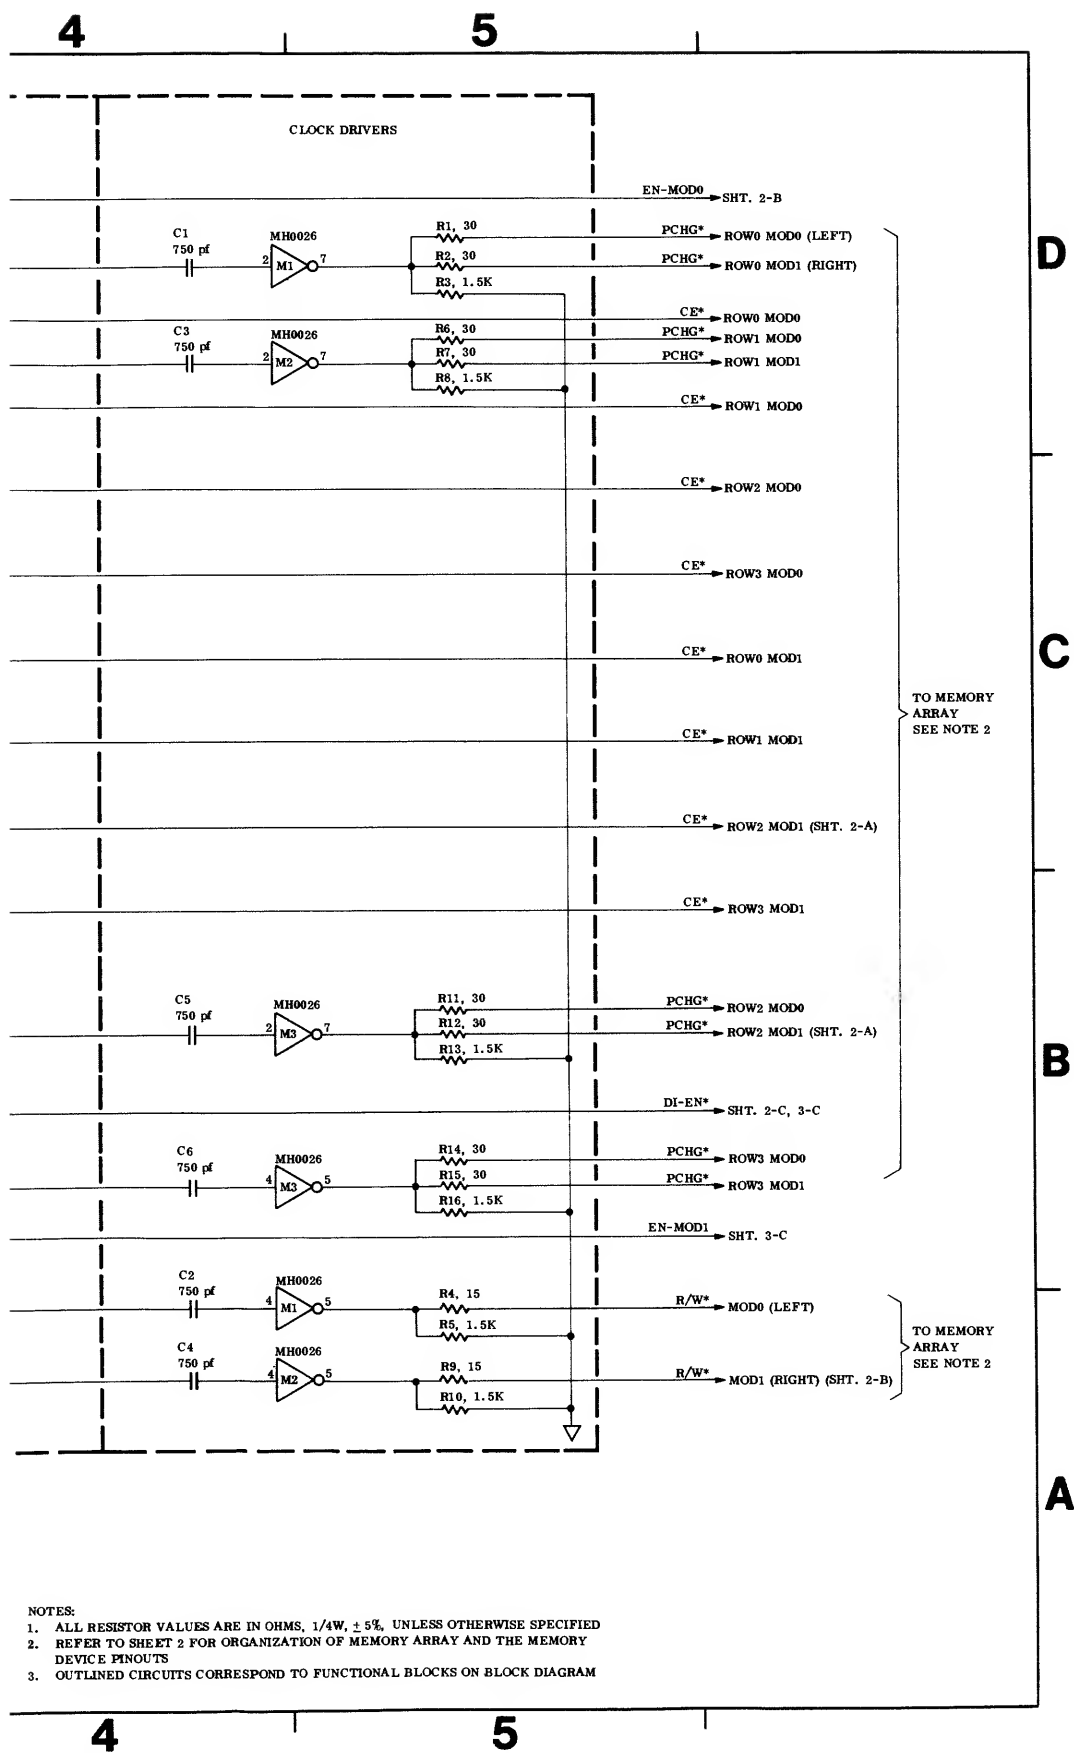 4 5
CLOCK DRIVERS
EN-MOD0 SHT. 2-B
D
C1
750 pf
MH0026
2 M1 7
R1, 30
PCHG* ROW0 MOD0 (LEFT)
R2, 30
PCHG* ROW0 MOD1 (RIGHT)
R3, 1.5K
CE* ROW0 MOD0
C3
750 pf
MH0026
2 M2 7
R6, 30
PCHG* ROW1 MOD0
R7, 30
PCHG* ROW1 MOD1
R8, 1.5K
CE* ROW1 MOD0
CE* ROW2 MOD0
CE* ROW3 MOD0
C
CE* ROW0 MOD1
TO MEMORY
ARRAY
SEE NOTE 2
CE* ROW1 MOD1
CE* ROW2 MOD1 (SHT. 2-A)
CE* ROW3 MOD1
C5
750 pf
MH0026
2 M3 7
R11, 30
PCHG* ROW2 MOD0
R12, 30
PCHG* ROW2 MOD1 (SHT. 2-A)
R13, 1.5K
B
DI-EN* SHT. 2-C, 3-C
C6
750 pf
MH0026
4 M3 5
R14, 30
PCHG* ROW3 MOD0
R15, 30
PCHG* ROW3 MOD1
R16, 1.5K
EN-MOD1 SHT. 3-C
C2
750 pf
MH0026
4 M1 5
R4, 15
R/W* MOD0 (LEFT)
R5, 1.5K
TO MEMORY
ARRAY
SEE NOTE 2
C4
750 pf
MH0026
4 M2 5
R9, 15
R/W* MOD1 (RIGHT) (SHT. 2-B)
R10, 1.5K
A
NOTES:
1. ALL RESISTOR VALUES ARE IN OHMS, 1/4W, ± 5%, UNLESS OTHERWISE SPECIFIED
2. REFER TO SHEET 2 FOR ORGANIZATION OF MEMORY ARRAY AND THE MEMORY
DEVICE PINOUTS
3. OUTLINED CIRCUITS CORRESPOND TO FUNCTIONAL BLOCKS ON BLOCK DIAGRAM
4 5